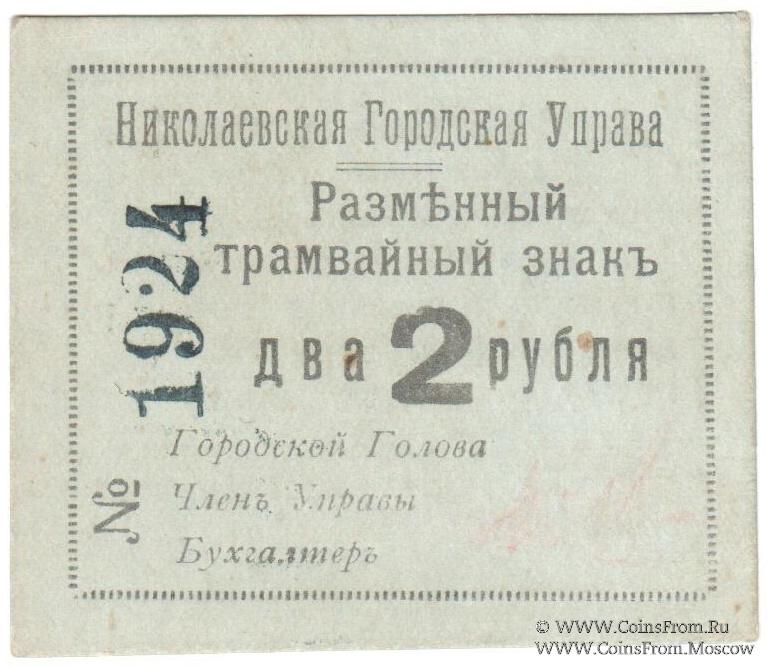 Николаевская Городская Управа
Размѣнный
трамвайный знакъ
два 2 рубля
Городской Голова
Членъ Управы
Бухгалтеръ
№ 1924
© WWW.CoinsFrom.Ru
WWW.CoinsFrom.Moscow